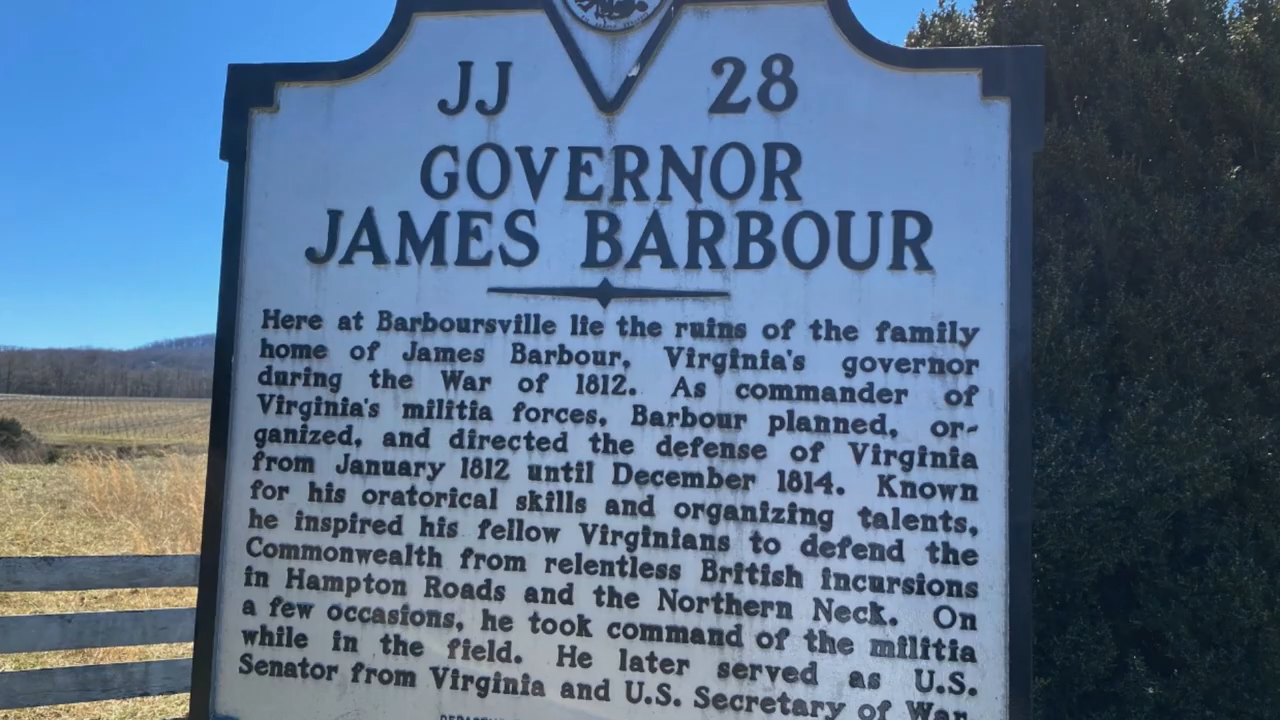 JJ 28
GOVERNOR
JAMES BARBOUR
Here at Barboursville lie the ruins of the family
home of James Barbour, Virginia's governor
during the War of 1812. As commander of
Virginia's militia forces, Barbour planned, or-
ganized, and directed the defense of Virginia
from January 1812 until December 1814. Known
for his oratorical skills and organizing talents,
he inspired his fellow Virginians to defend the
Commonwealth from relentless British incursions
in Hampton Roads and the Northern Neck. On
a few occasions, he took command of the militia
while in the field. He later served as U.S.
Senator from Virginia and U.S. Secretary of War.